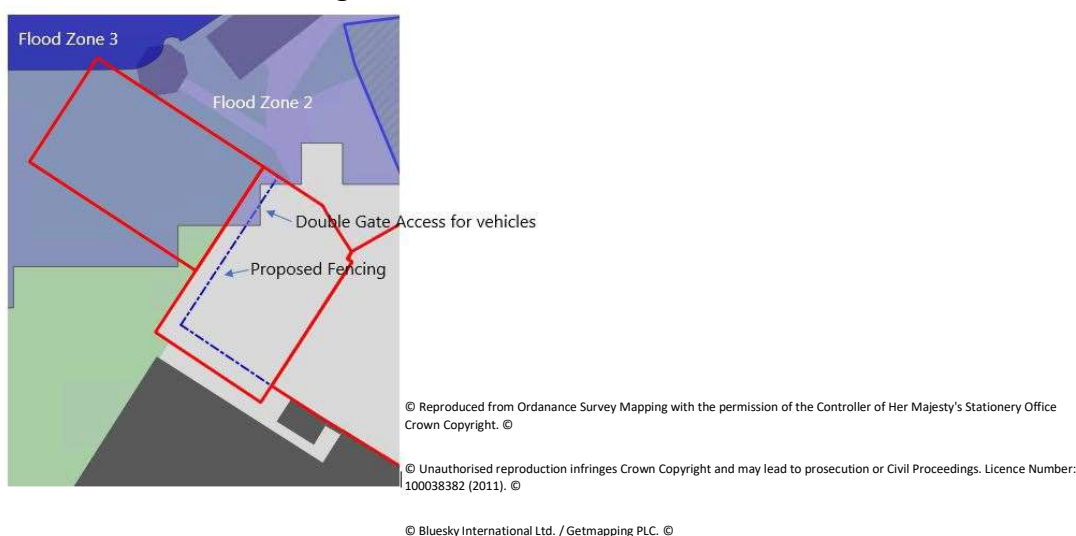 Flood Zone 3
Flood Zone 2
Double Gate Access for vehicles
Proposed Fencing
© Reproduced from Ordanance Survey Mapping with the permission of the Controller of Her Majesty's Stationery Office
Crown Copyright. ©
© Unauthorised reproduction infringes Crown Copyright and may lead to prosecution or Civil Proceedings. Licence Number:
100038382 (2011). ©
© Bluesky International Ltd. / Getmapping PLC. ©